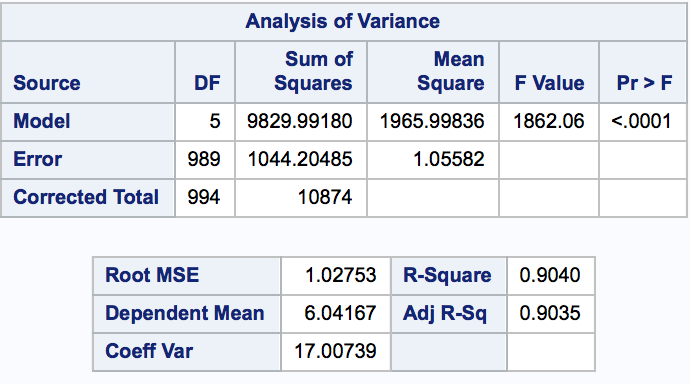 Analysis of Variance
Source DF Sum of Squares Mean Square F Value Pr > F
Model 5 9829.99180 1965.99836 1862.06 <.0001
Error 989 1044.20485 1.05582
Corrected Total 994 10874
Root MSE 1.02753 R-Square 0.9040
Dependent Mean 6.04167 Adj R-Sq 0.9035
Coeff Var 17.00739